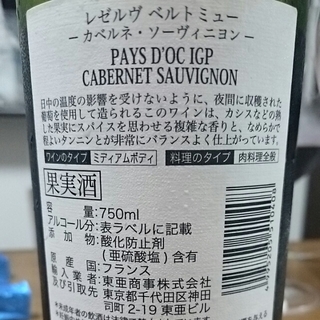 レゼルヴ ベルトミュー
－カベルネ・ソーヴィニヨン－
PAYS D'OC IGP
CABERNET SAUVIGNON
日中の温度の影響を受けないように、夜間に収穫された
葡萄を使用して造られるこのワインは、カシスなどの熟
した果実にスパイスを思わせる複雑な香りと、なめらかで
程よいタンニンとが非常にバランスよく仕上がっています。
ワインのタイプ ミディアムボディ 料理のタイプ 肉料理全般
果実酒
容量:750ml
アルコール分:表ラベルに記載
添加物:酸化防止剤
(亜硫酸塩)含有
原産国:フランス
輸入業者:東亜商事株式会社
及び引取先 東京都千代田区神田
司町2-19 東亜ビル